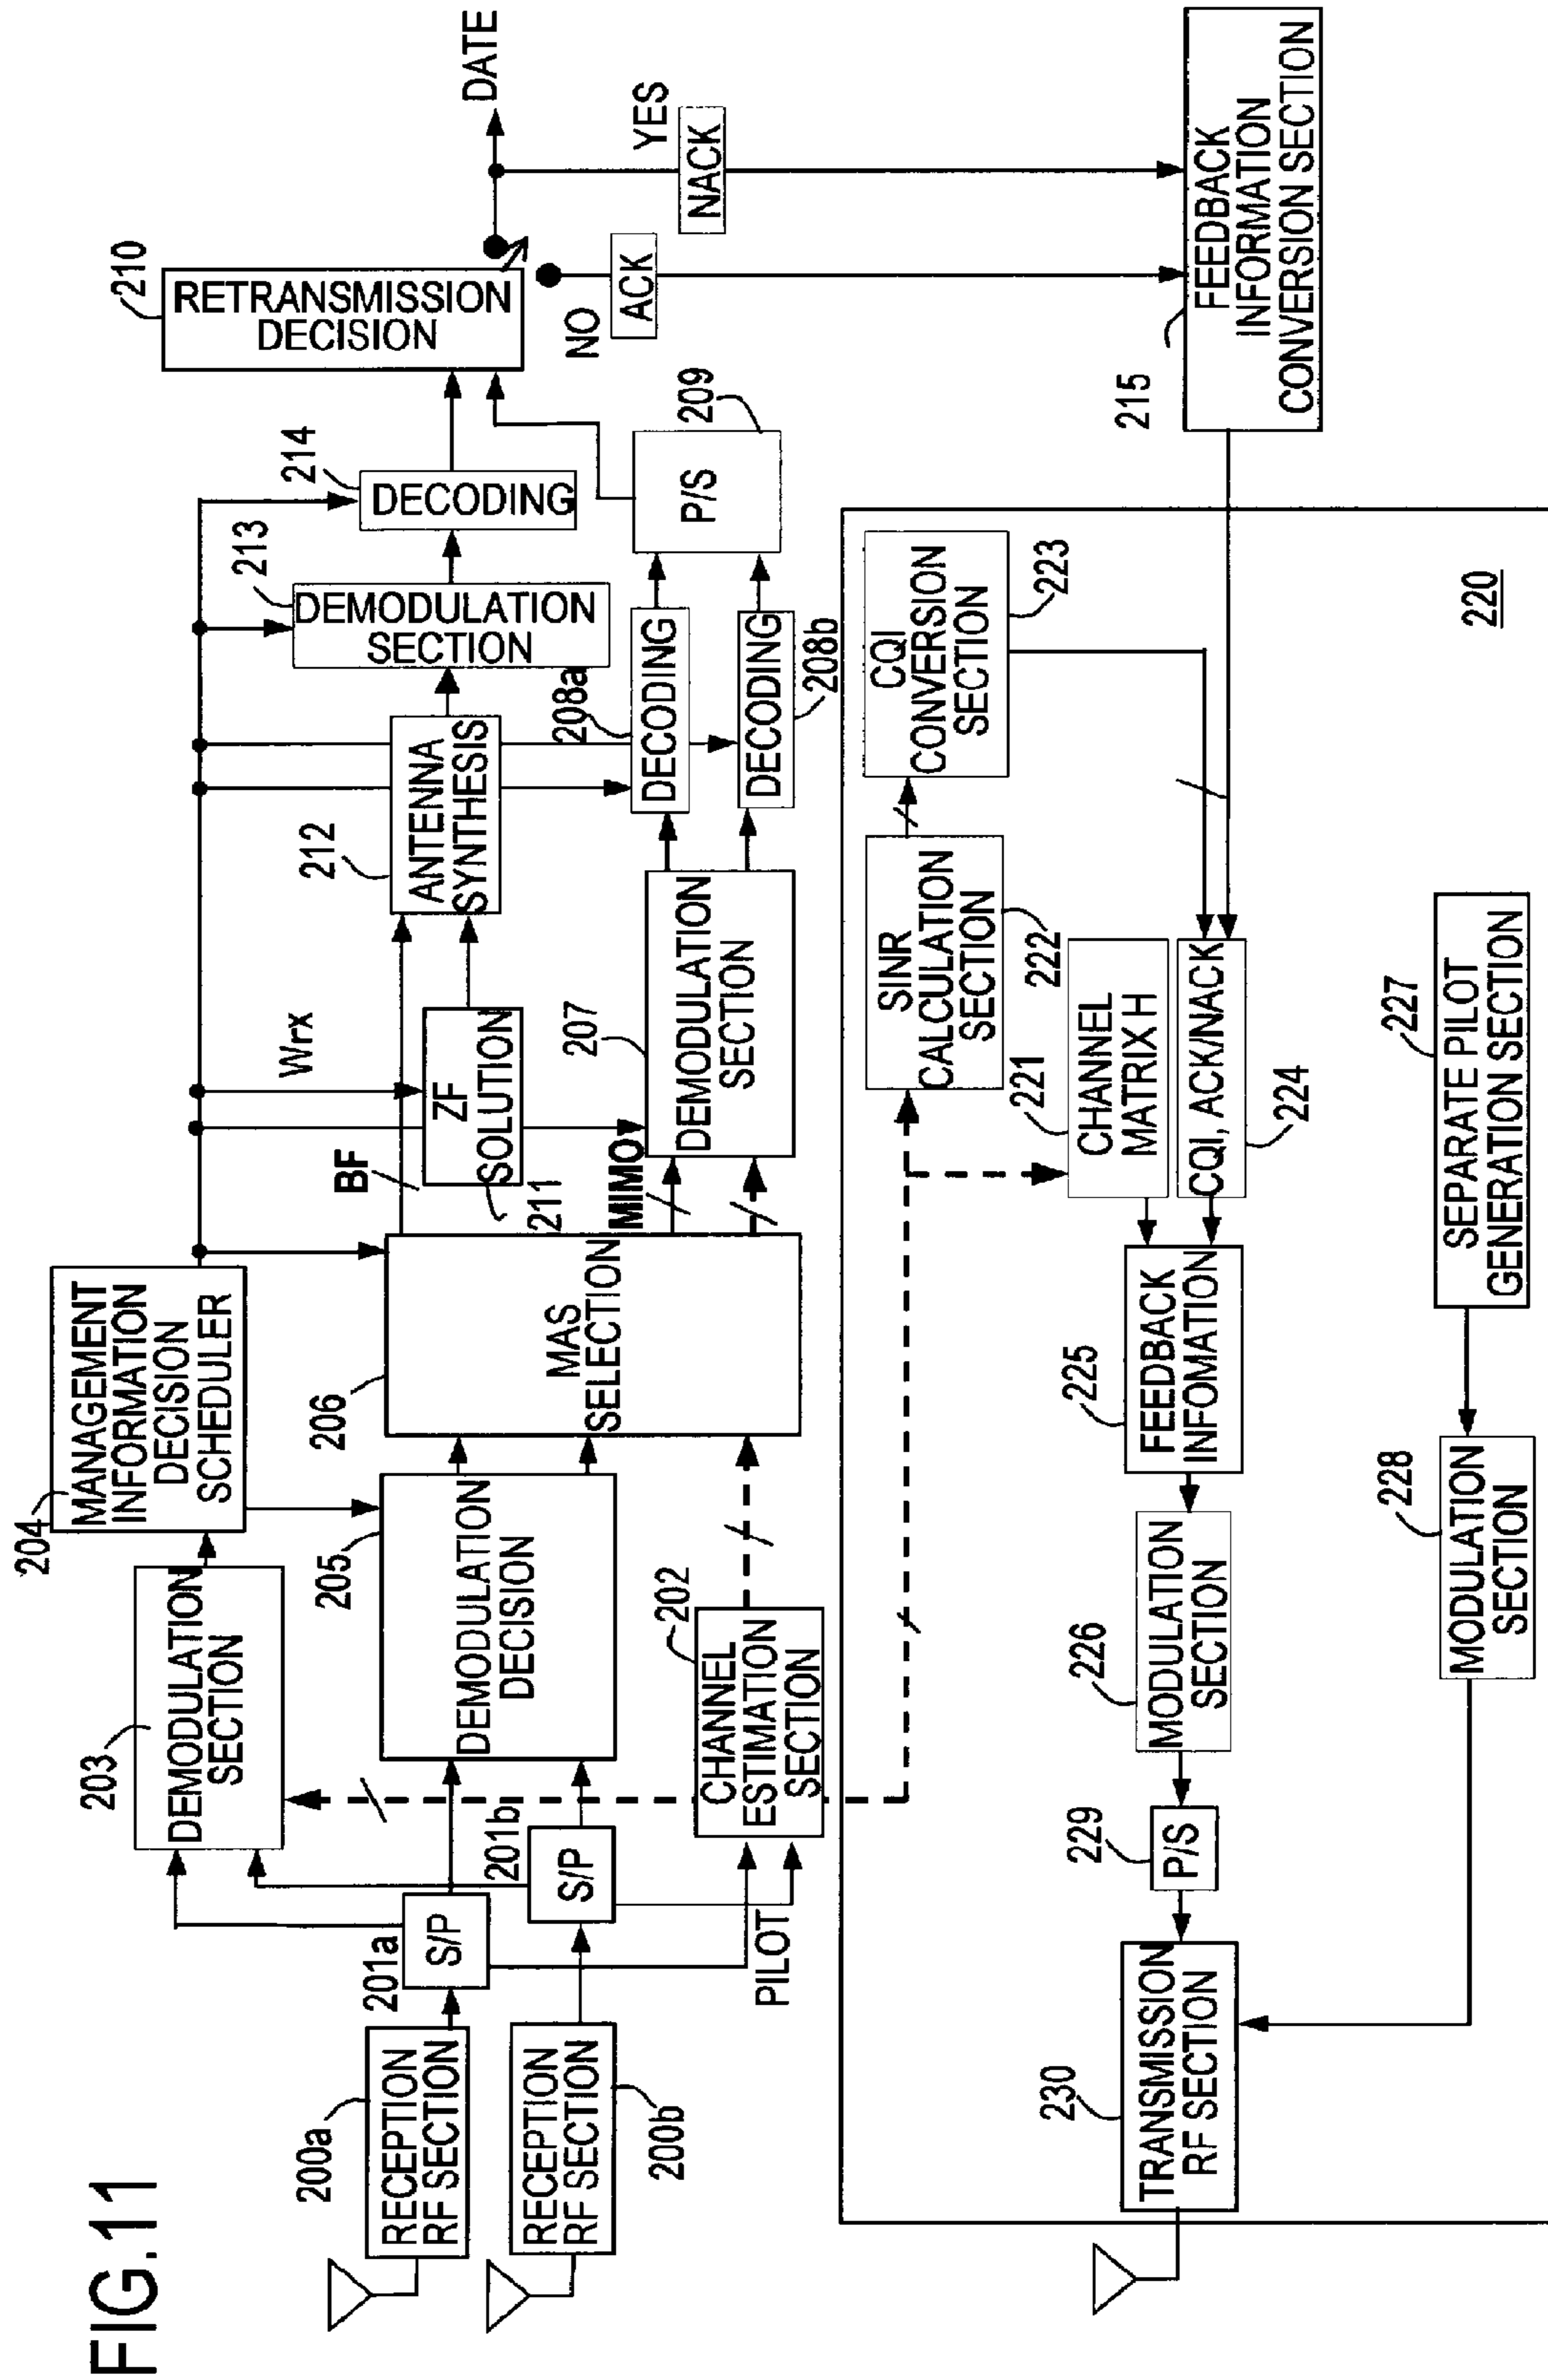 FIG.11
200a
RECEPTION
RF SECTION
RECEPTION
RF SECTION
200b
201a
S/P
201b
S/P
PILOT
203
DEMODULATION
SECTION
204
MANAGEMENT
INFORMATION
DECISION
SCHEDULER
205
DEMODULATION
DECISION
202
CHANNEL
ESTIMATION
SECTION
206
MAS
SELECTION
BF
Wrx
ZF
SOLUTION
211
MIMO
207
DEMODULATION
SECTION
212
ANTENNA
SYNTHESIS
213
DEMODULATION
SECTION
208a
DECODING
DECODING
208b
214
DECODING
209
P/S
210
RETRANSMISSION
DECISION
DATE
NO
ACK
YES
NACK
215
FEEDBACK
INFORMATION
CONVERSION SECTION
220
SINR
CALCULATION
SECTION
222
CQI
CONVERSION
SECTION
223
221
CHANNEL
MATRIX H
CQI, ACK/NACK
224
225
FEEDBACK
INFOMATION
226
MODULATION
SECTION
229
P/S
230
TRANSMISSION
RF SECTION
227
SEPARATE PILOT
GENERATION SECTION
228
MODULATION
SECTION